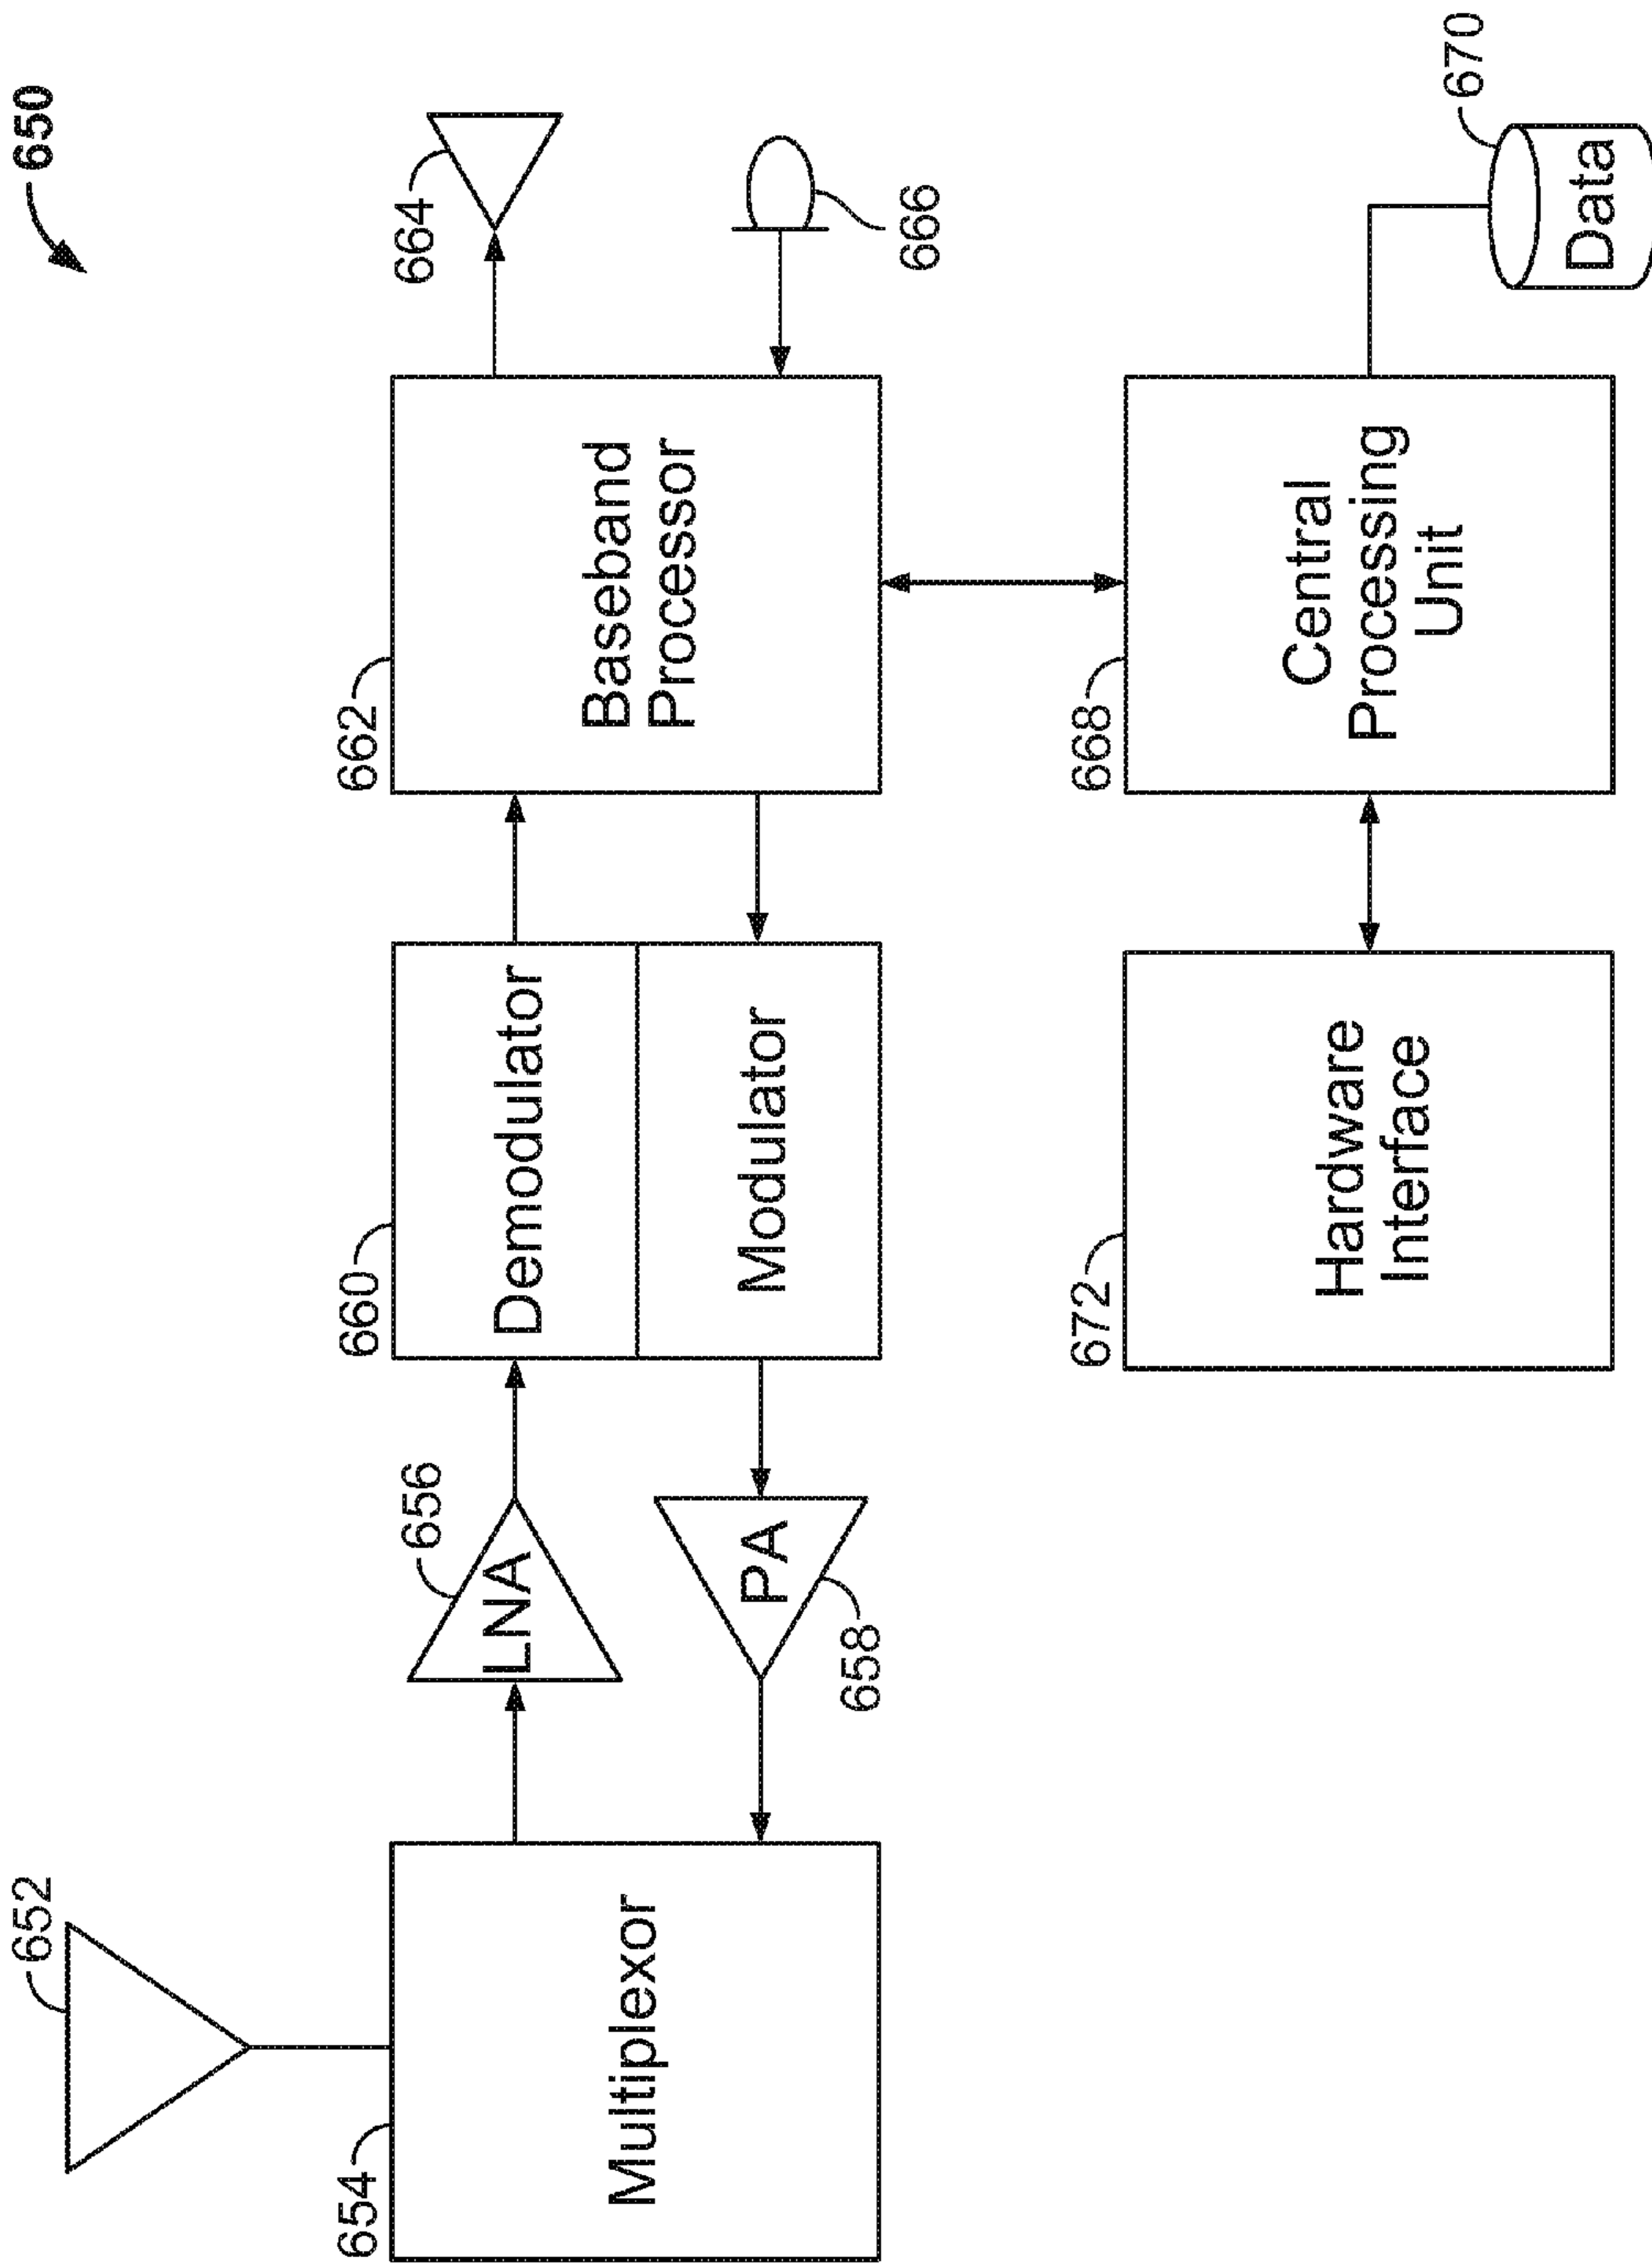 650
652
654
Multiplexor
656
LNA
PA
658
660
Demodulator
Modulator
662
Baseband
Processor
664
666
672
Hardware
Interface
668
Central
Processing
Unit
670
Data